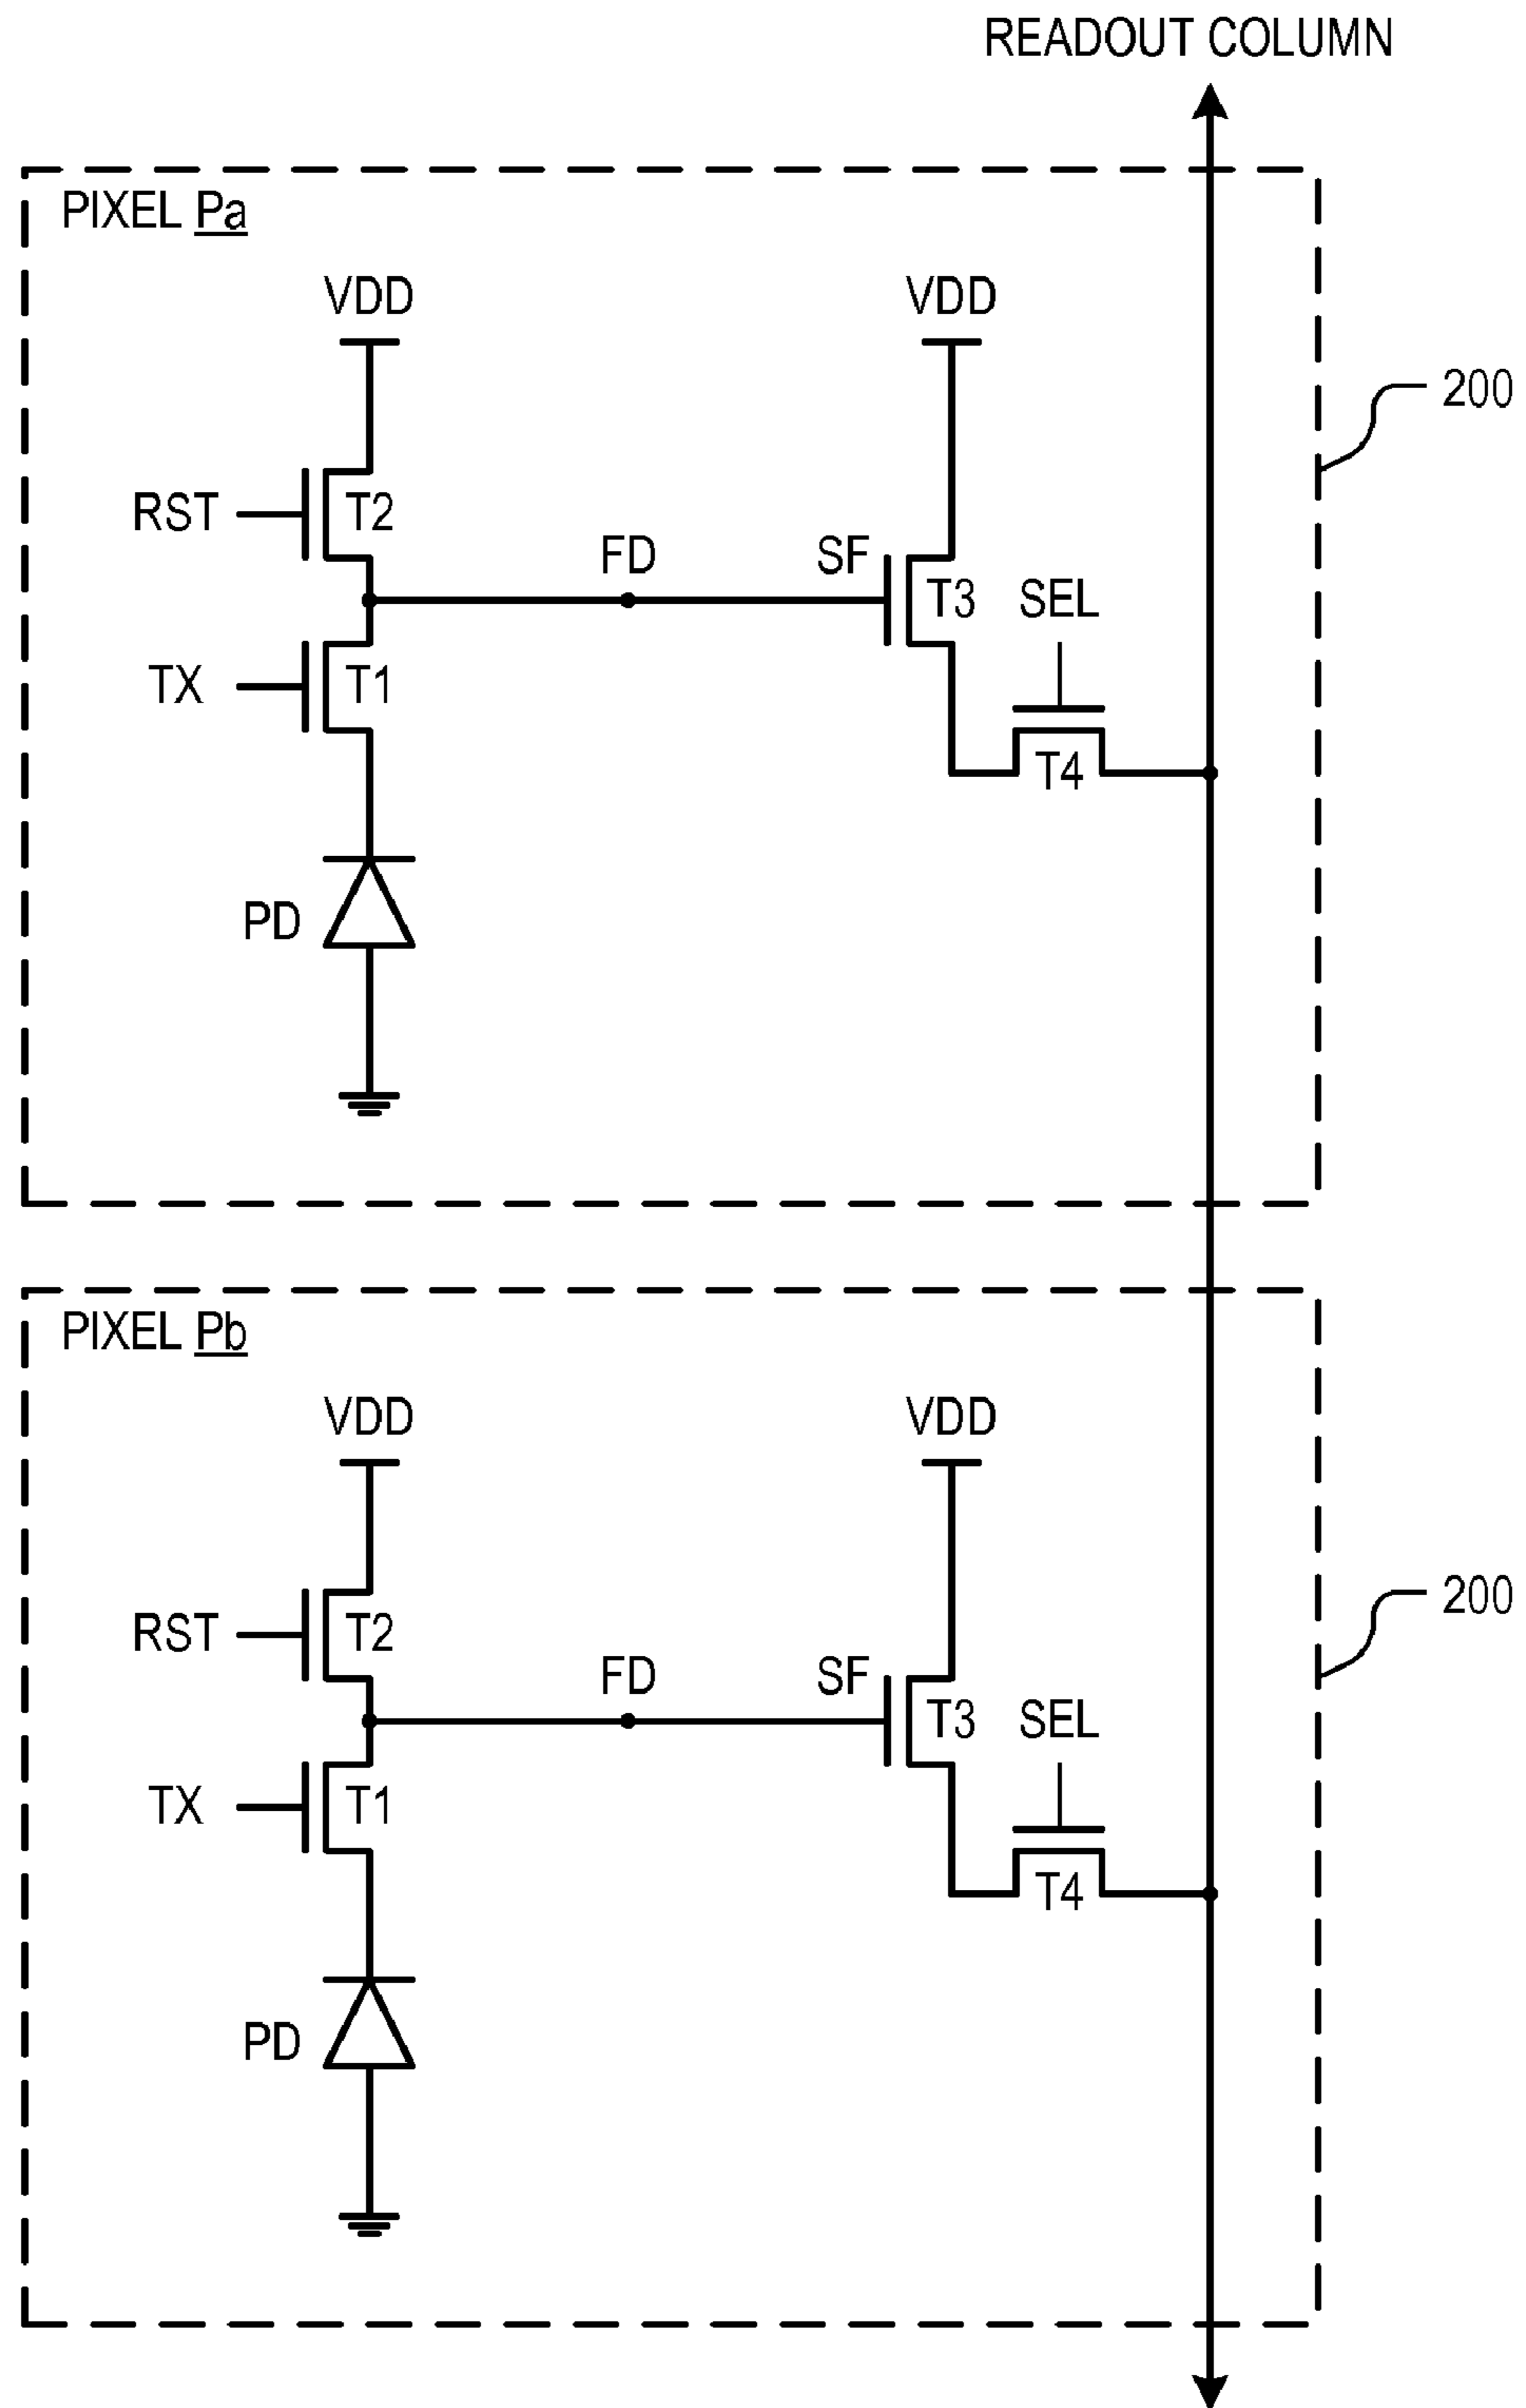 READOUT COLUMN
PIXEL Pa
VDD
VDD
200
RST
T2
FD
SF
T3
SEL
TX
T1
T4
PD
PIXEL Pb
VDD
VDD
200
RST
T2
FD
SF
T3
SEL
TX
T1
T4
PD